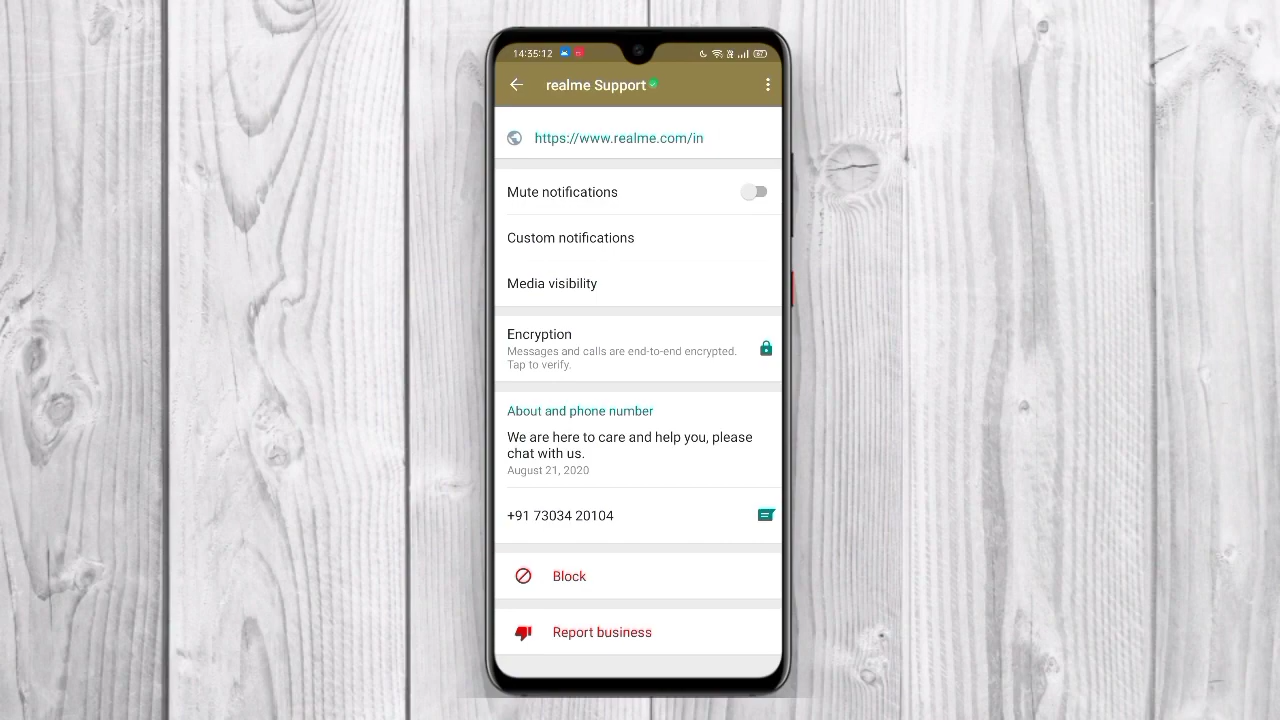 14:35:12
realme Support
https://www.realme.com/in
Mute notifications
Custom notifications
Media visibility
Encryption
Messages and calls are end-to-end encrypted.
Tap to verify.
About and phone number
We are here to care and help you, please
chat with us.
August 21, 2020
+91 73034 20104
Block
Report business